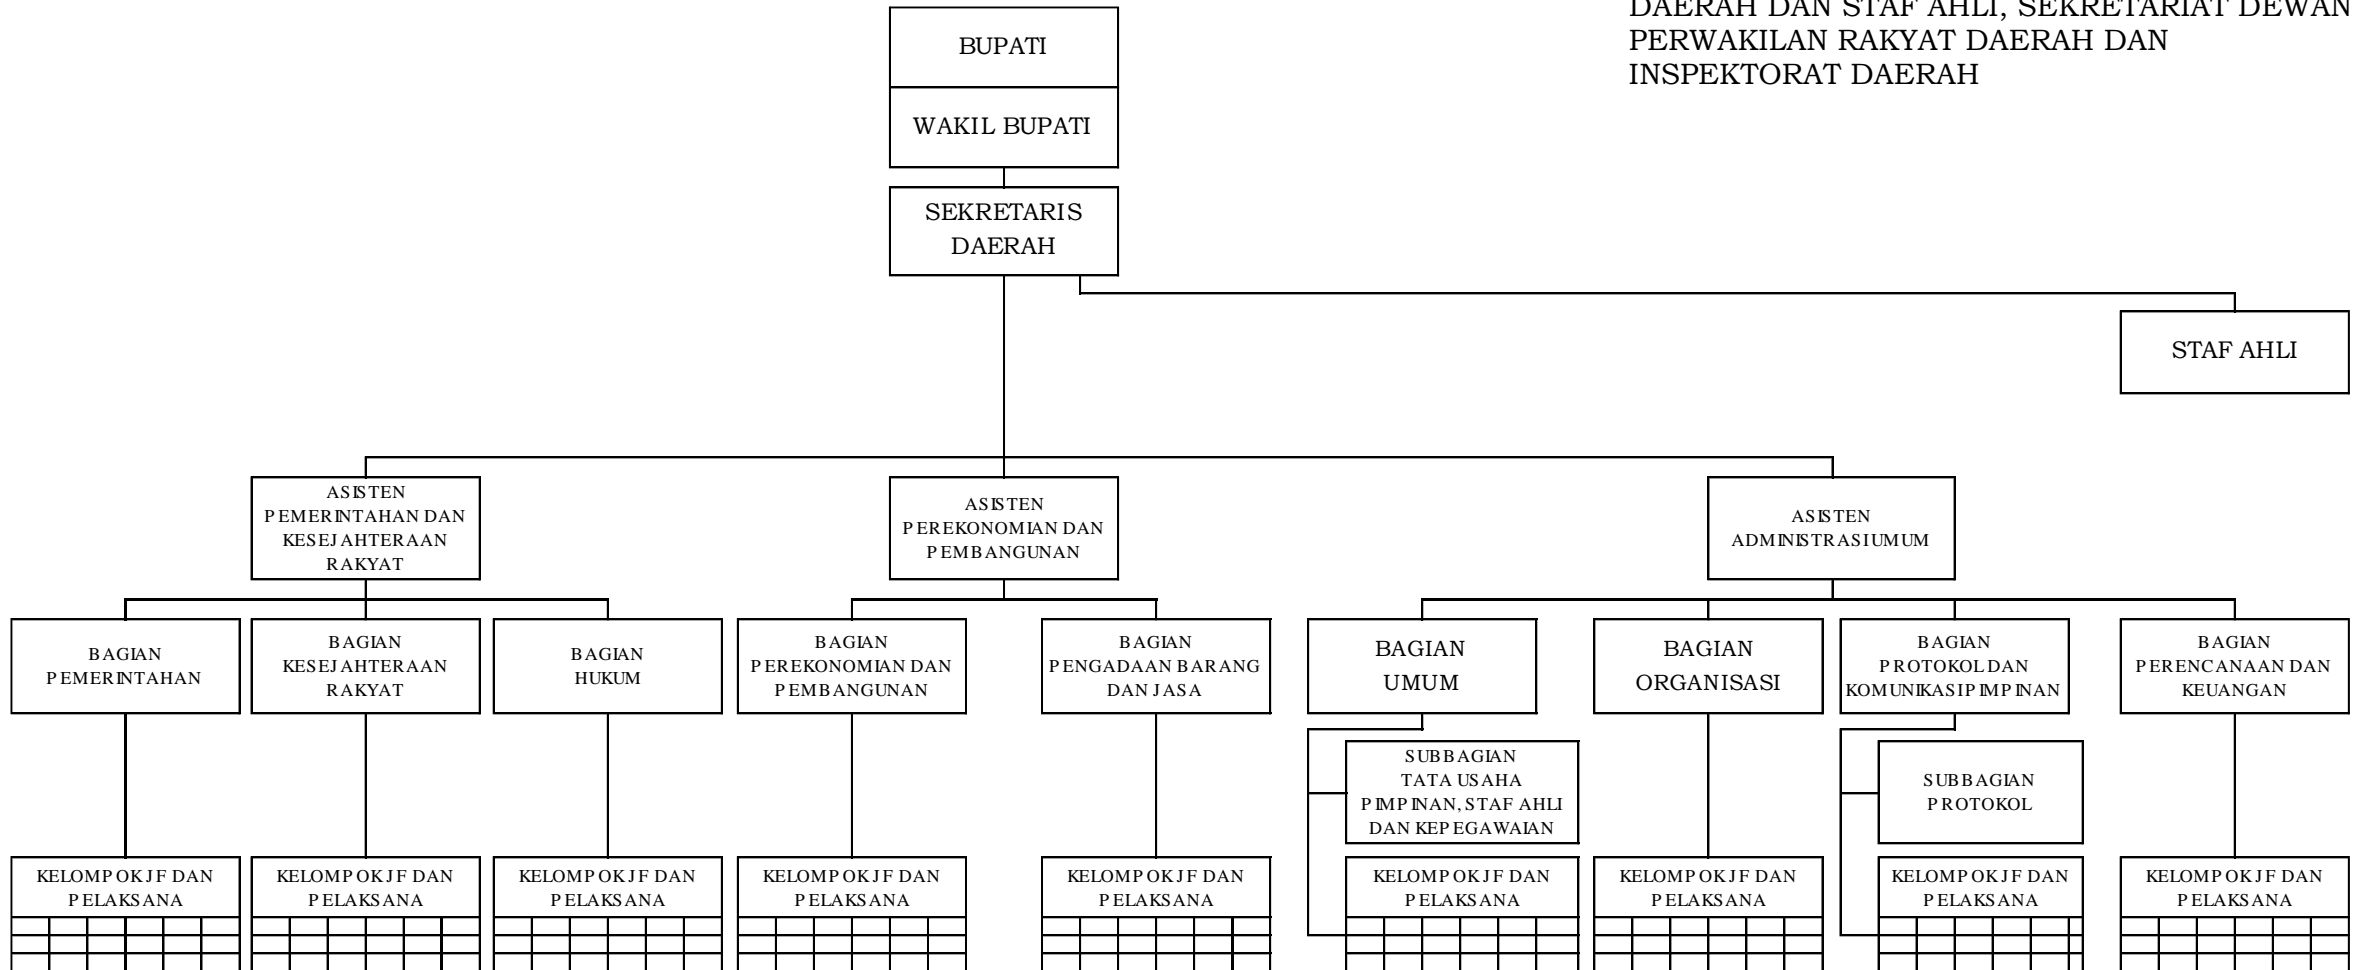 DAERAH DAN STAF AHLI, SEKRETARIAT DEWAN
PERWAKILAN RAKYAT DAERAH DAN
INSPEKTORAT DAERAH
BUPATI
WAKIL BUPATI
SEKRETARIS
DAERAH
STAF AHLI
ASISTEN
PEMERINTAHAN DAN
KESEJAHTERAAN
RAKYAT
ASISTEN
PEREKONOMIAN DAN
PEMBANGUNAN
ASISTEN
ADMINISTRASI UMUM
BAGIAN
PEMERINTAHAN
BAGIAN
KESEJAHTERAAN
RAKYAT
BAGIAN
HUKUM
BAGIAN
PEREKONOMIAN DAN
PEMBANGUNAN
BAGIAN
PENGADAAN BARANG
DAN JASA
BAGIAN
UMUM
BAGIAN
ORGANISASI
BAGIAN
PROTOKOL DAN
KOMUNIKASI PIMPINAN
BAGIAN
PERENCANAAN DAN
KEUANGAN
SUBBAGIAN
TATA USAHA
PIMPINAN, STAF AHLI
DAN KEPEGAWAIAN
SUBBAGIAN
PROTOKOL
KELOMPOK JF DAN
PELAKSANA
KELOMPOK JF DAN
PELAKSANA
KELOMPOK JF DAN
PELAKSANA
KELOMPOK JF DAN
PELAKSANA
KELOMPOK JF DAN
PELAKSANA
KELOMPOK JF DAN
PELAKSANA
KELOMPOK JF DAN
PELAKSANA
KELOMPOK JF DAN
PELAKSANA
KELOMPOK JF DAN
PELAKSANA